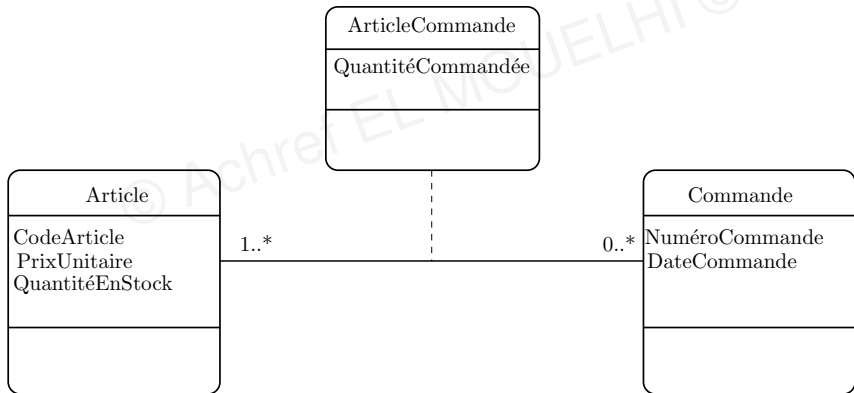 ArticleCommande
QuantitéCommandée
© Achref EL MOUELHI ©
Article
CodeArticle
PrixUnitaire
QuantitéEnStock
1..*
0..*
Commande
NuméroCommande
DateCommande